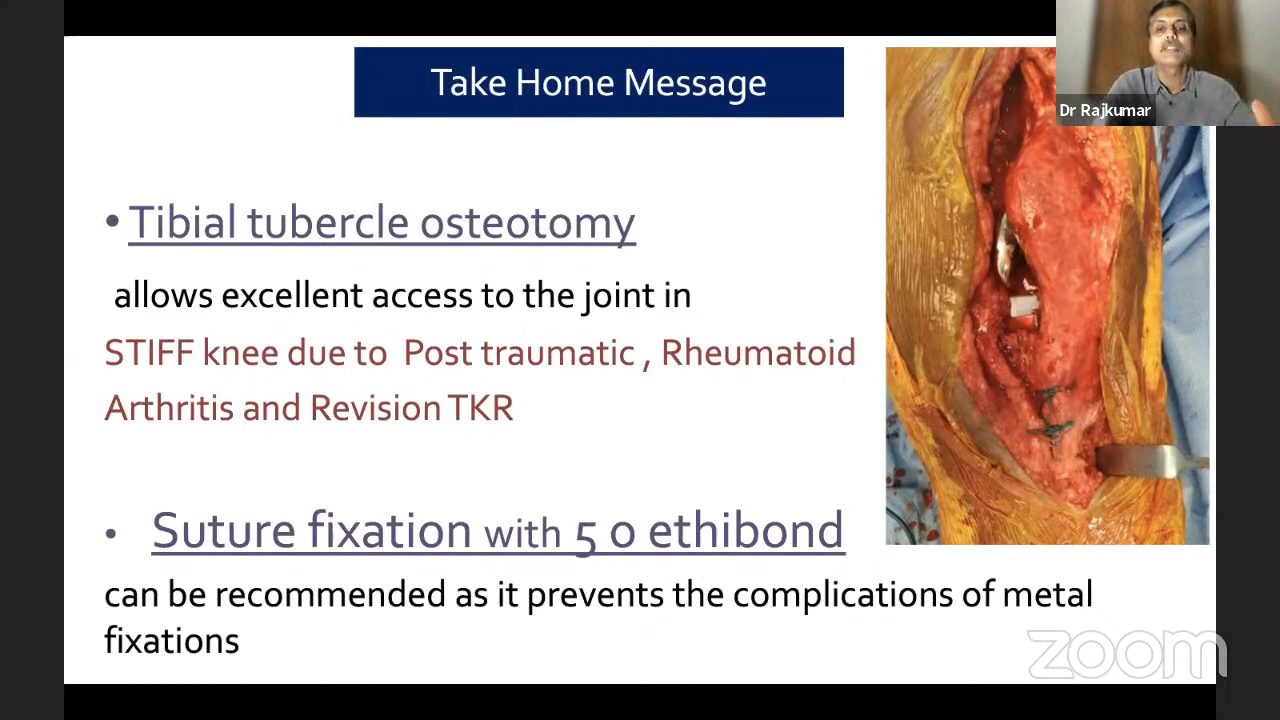 Take Home Message
Dr Rajkumar
• Tibial tubercle osteotomy
allows excellent access to the joint in
STIFF knee due to Post traumatic , Rheumatoid
Arthritis and Revision TKR
• Suture fixation with 5 0 ethibond
can be recommended as it prevents the complications of metal
fixations
zoom